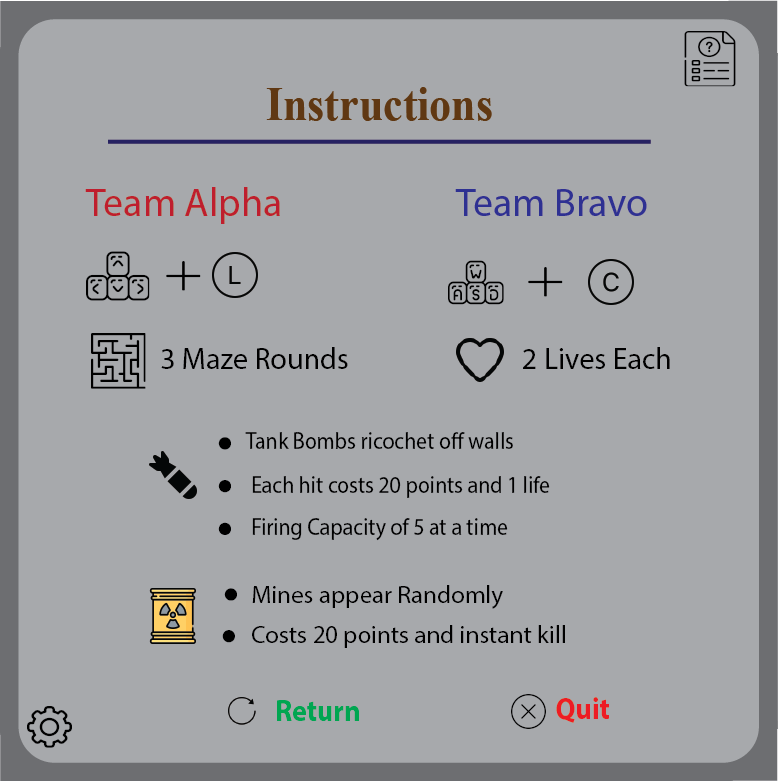 ?
Instructions
Team Alpha
Team Bravo
L
W
A S D
C
3 Maze Rounds
2 Lives Each
Tank Bombs ricochet off walls
Each hit costs 20 points and 1 life
Firing Capacity of 5 at a time
Mines appear Randomly
Costs 20 points and instant kill
Return
Quit